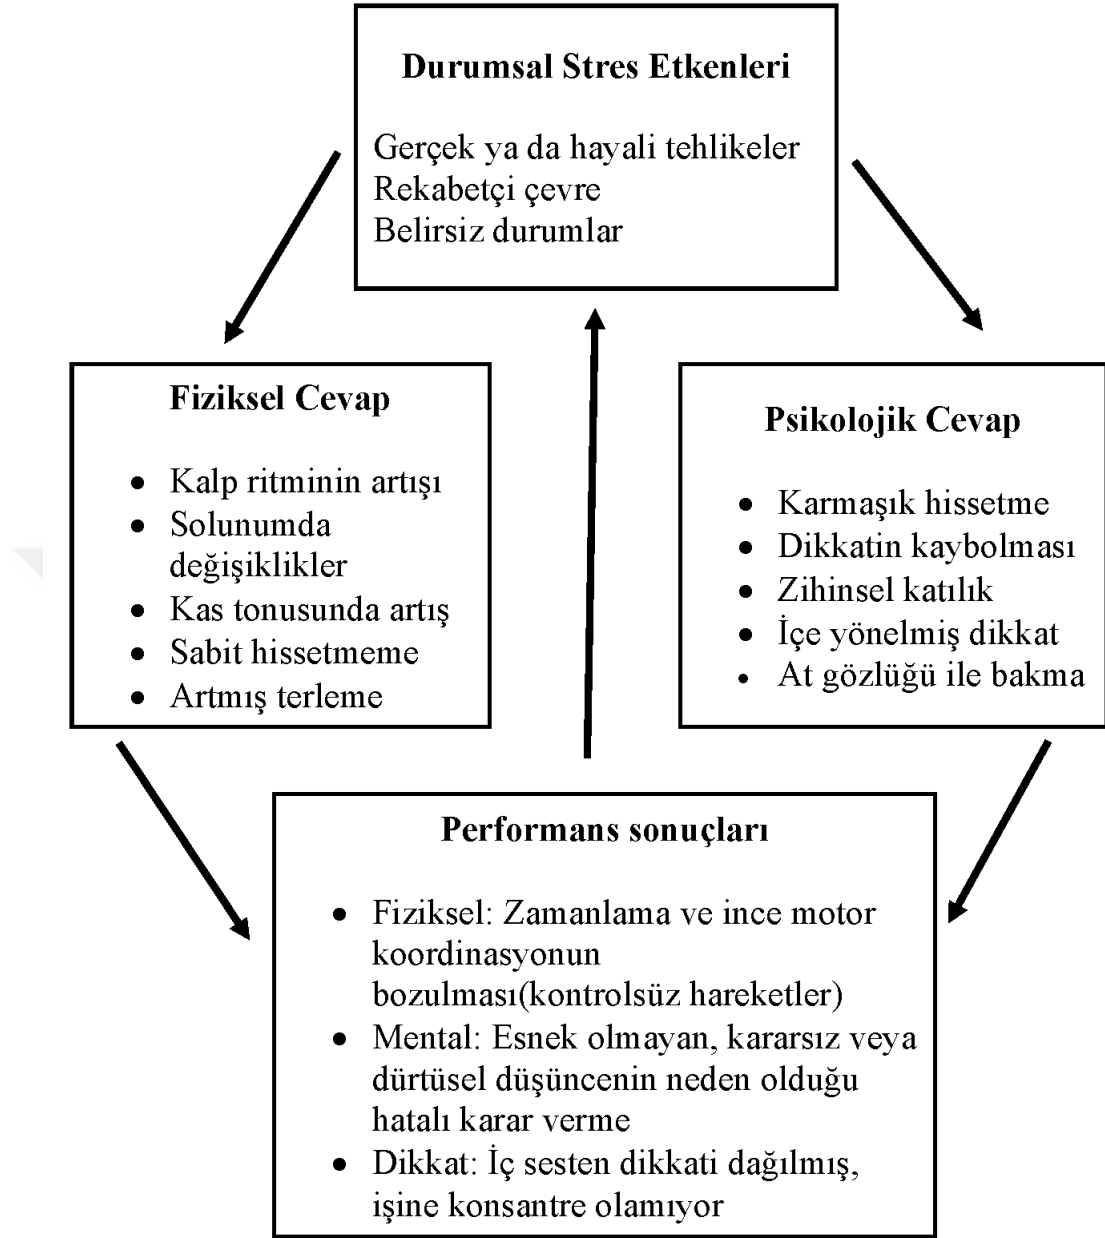 Durumsal Stres Etkenleri
Gerçek ya da hayali tehlikeler
Rekabetçi çevre
Belirsiz durumlar
Fiziksel Cevap
• Kalp ritminin artışı
• Solunumda
değişiklikler
• Kas tonusunda artış
• Sabit hissetmeme
• Artmış terleme
Psikolojik Cevap
• Karmaşık hissetme
• Dikkatin kaybolması
• Zihinsel katılık
• İçe yönelmiş dikkat
• At gözlüğü ile bakma
Performans sonuçları
• Fiziksel: Zamanlama ve ince motor
koordinasyonun
bozulması(kontrolsüz hareketler)
• Mental: Esnek olmayan, kararsız veya
dürtüsel düşüncenin neden olduğu
hatalı karar verme
• Dikkat: İç sesten dikkati dağılmış,
işine konsantre olamıyor